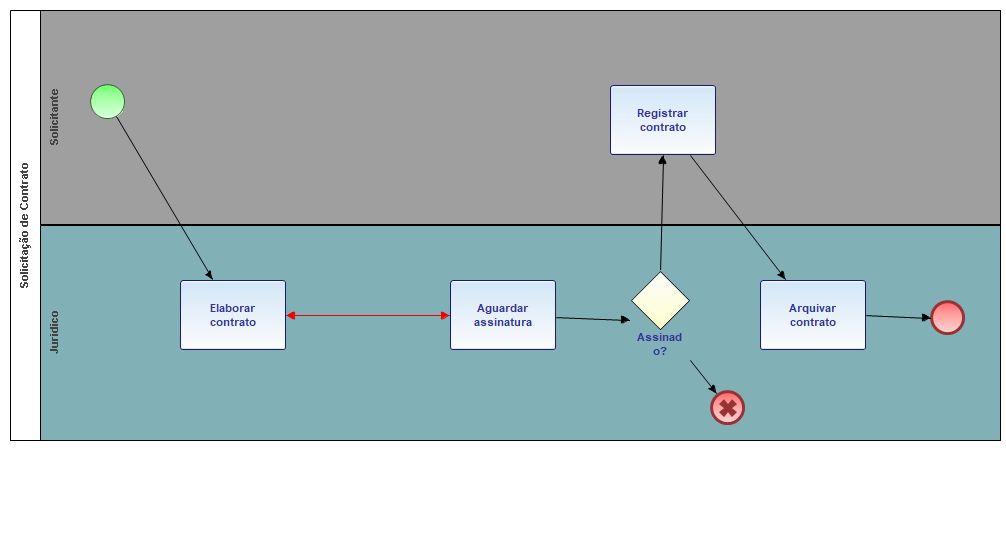 Solicitação de Contrato
Solicitante
Registrar
contrato
Jurídico
Elaborar
contrato
Aguardar
assinatura
Assinad
o?
Arquivar
contrato